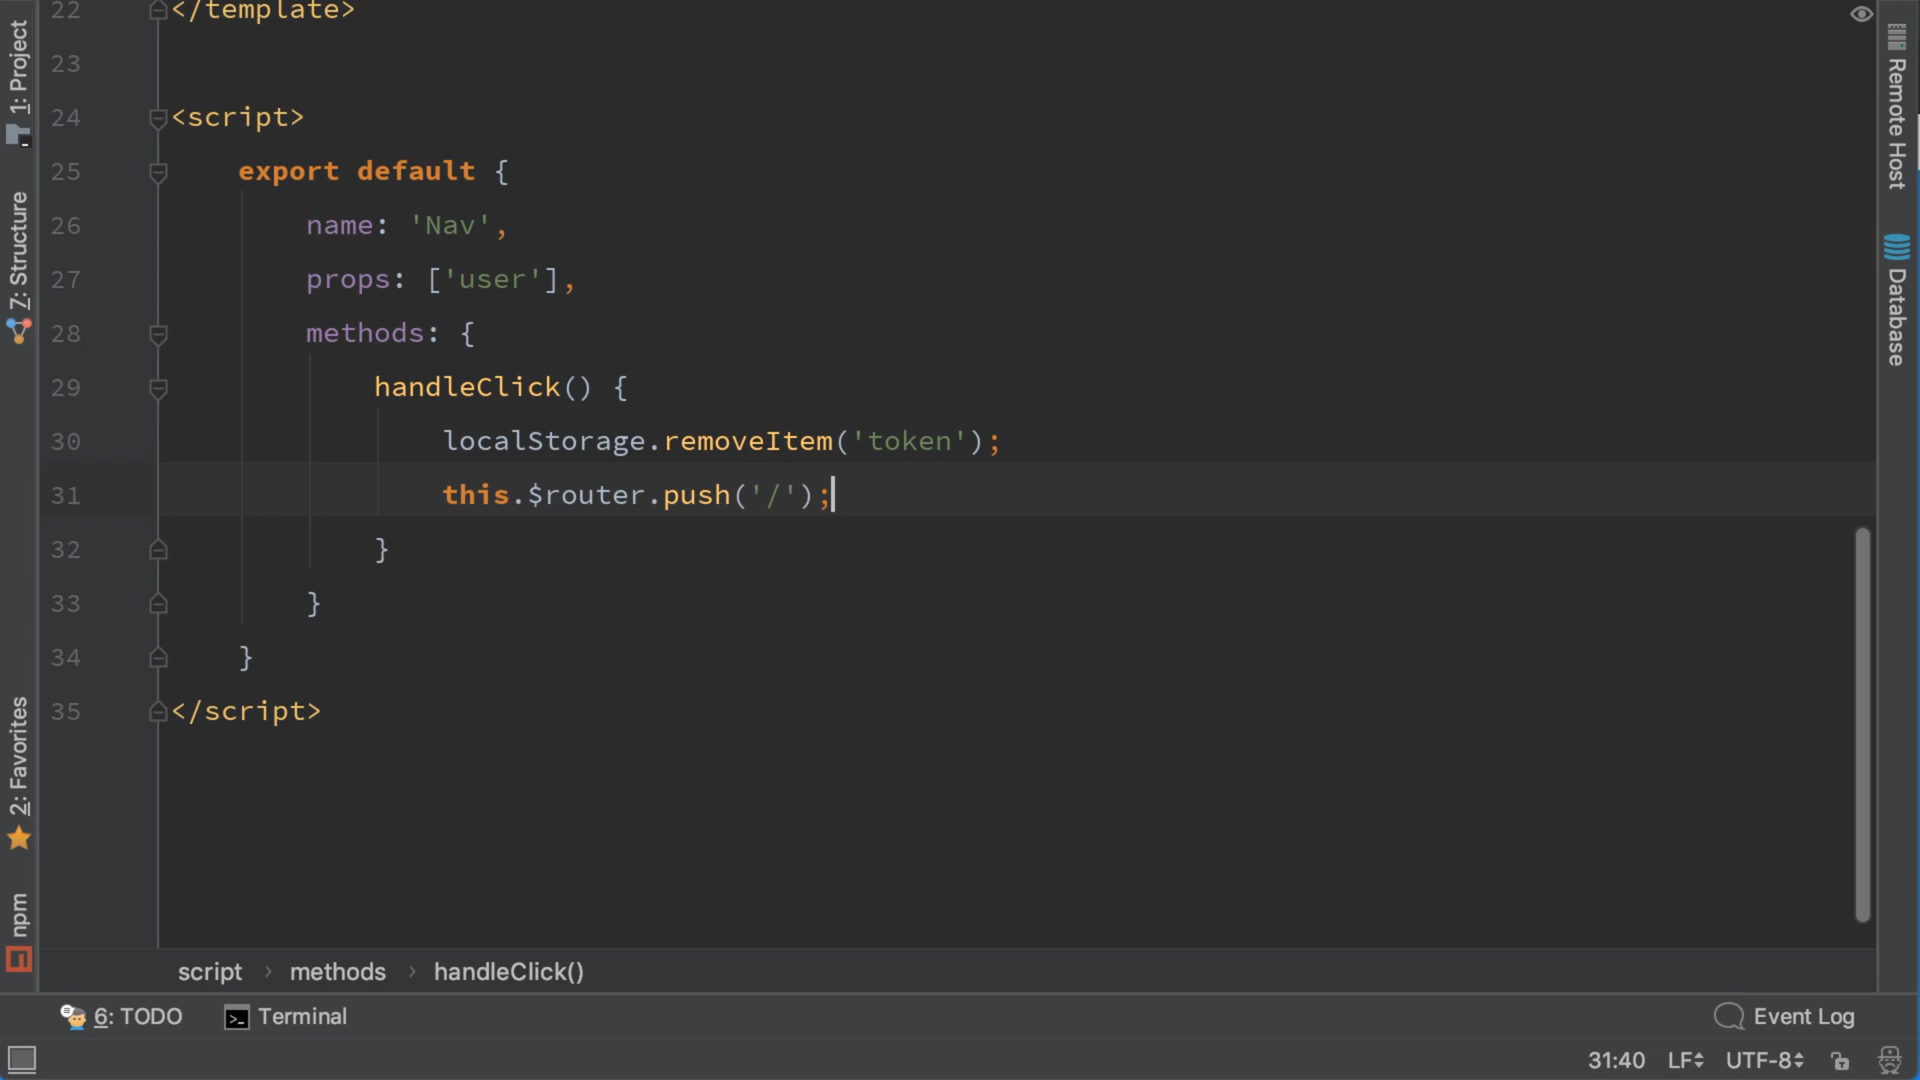 1: Project
7: Structure
2: Favorites
npm
22 </template>
23
24 <script>
25 export default {
26 name: 'Nav',
27 props: ['user'],
28 methods: {
29 handleClick() {
30 localStorage.removeItem('token');
31 this.$router.push('/');
32 }
33 }
34 }
35 </script>
Remote Host
Database
script › methods › handleClick()
6: TODO Terminal Event Log
31:40 LF UTF-8